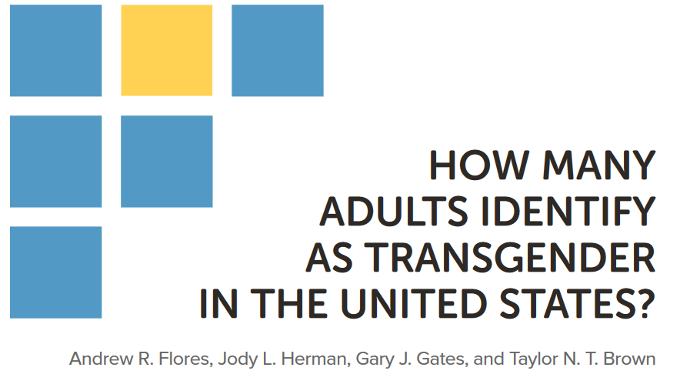 HOW MANY
ADULTS IDENTIFY
AS TRANSGENDER
IN THE UNITED STATES?
Andrew R. Flores, Jody L. Herman, Gary J. Gates, and Taylor N. T. Brown